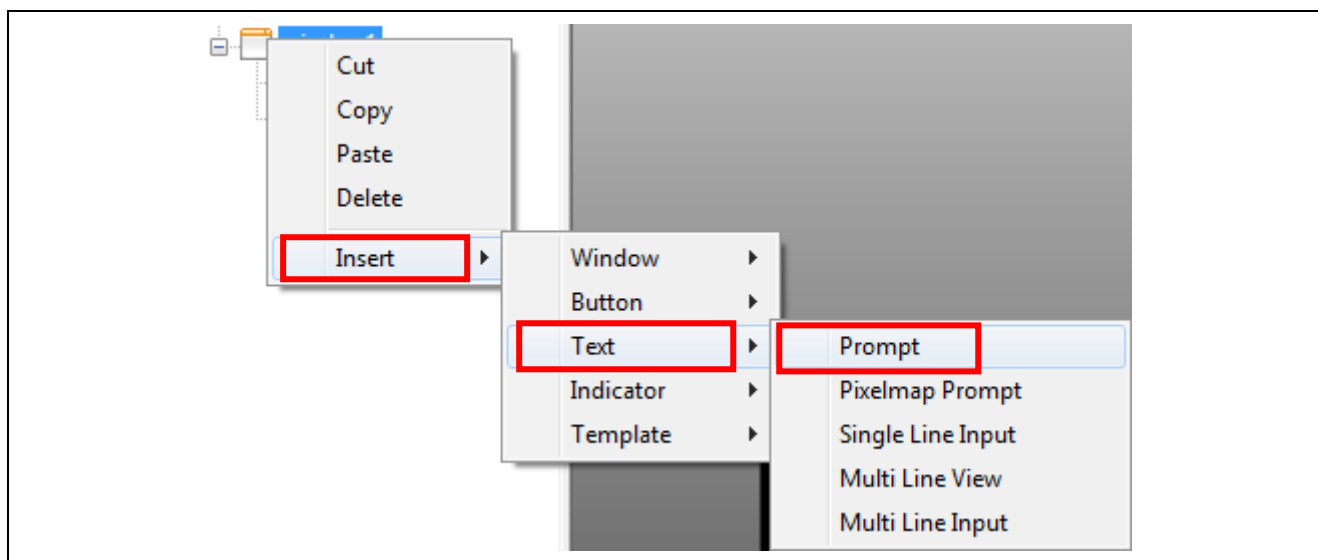 Cut
Copy
Paste
Delete
Insert
Window
Button
Text
Indicator
Template
Prompt
Pixelmap Prompt
Single Line Input
Multi Line View
Multi Line Input